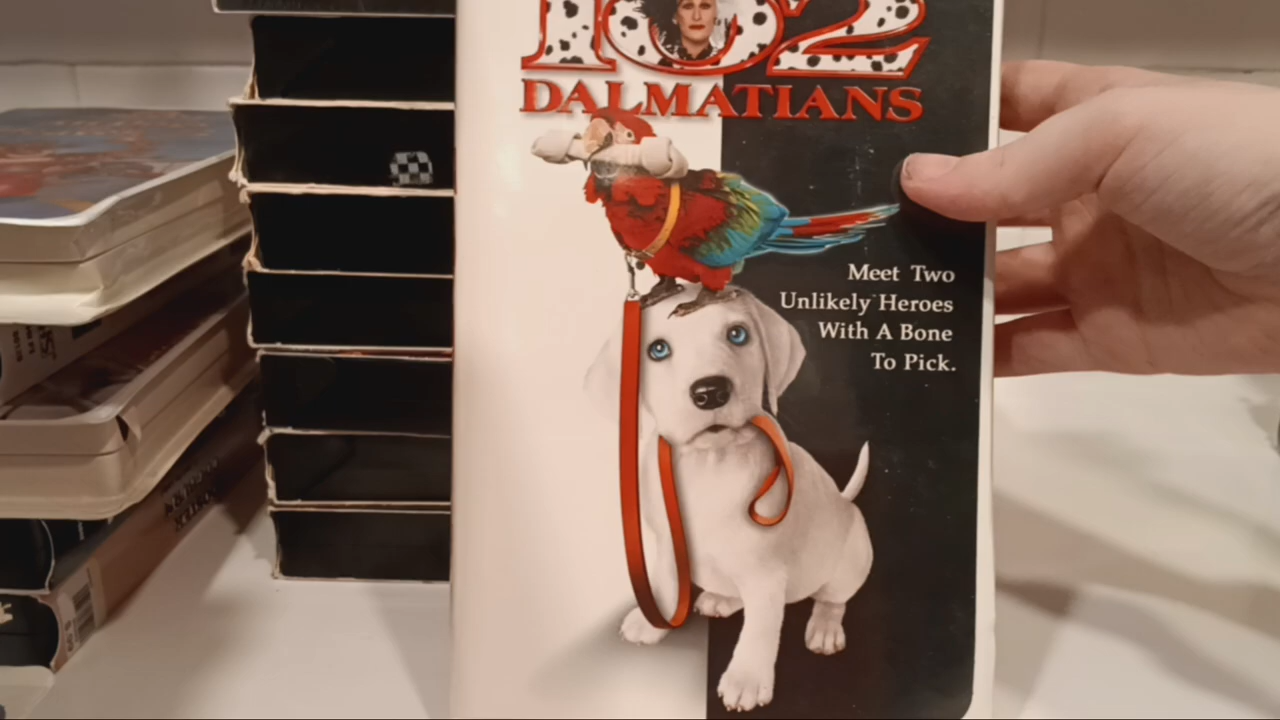 102
DALMATIANS
Meet Two
Unlikely Heroes
With A Bone
To Pick.